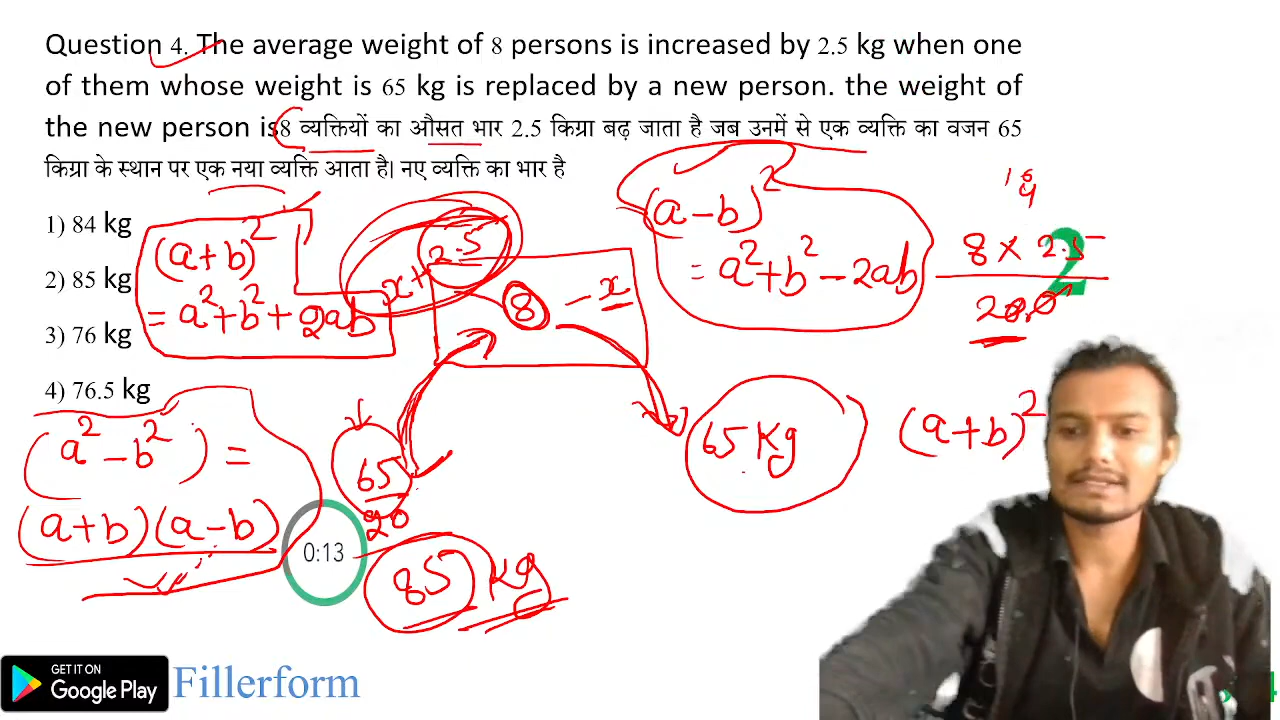 Question 4. The average weight of 8 persons is increased by 2.5 kg when one
of them whose weight is 65 kg is replaced by a new person. the weight of
the new person is8 व्यक्तियों का औसत भार 2.5 किग्रा बढ़ जाता है जब उनमें से एक व्यक्ति का वजन 65
किग्रा के स्थान पर एक नया व्यक्ति आता है। नए व्यक्ति का भार है
1) 84 kg
2) 85 kg
3) 76 kg
4) 76.5 kg
(a+b)²
= a²+b²+2ab
x+2.5
8 - x
(a-b)²
= a²+b²-2ab
8 × 2.5
20.0
2
65 Kg
(a+b)²
(a²-b²) =
(a+b)(a-b)
65
20
85 kg
0:13
GET IT ON
Google Play
Fillerform